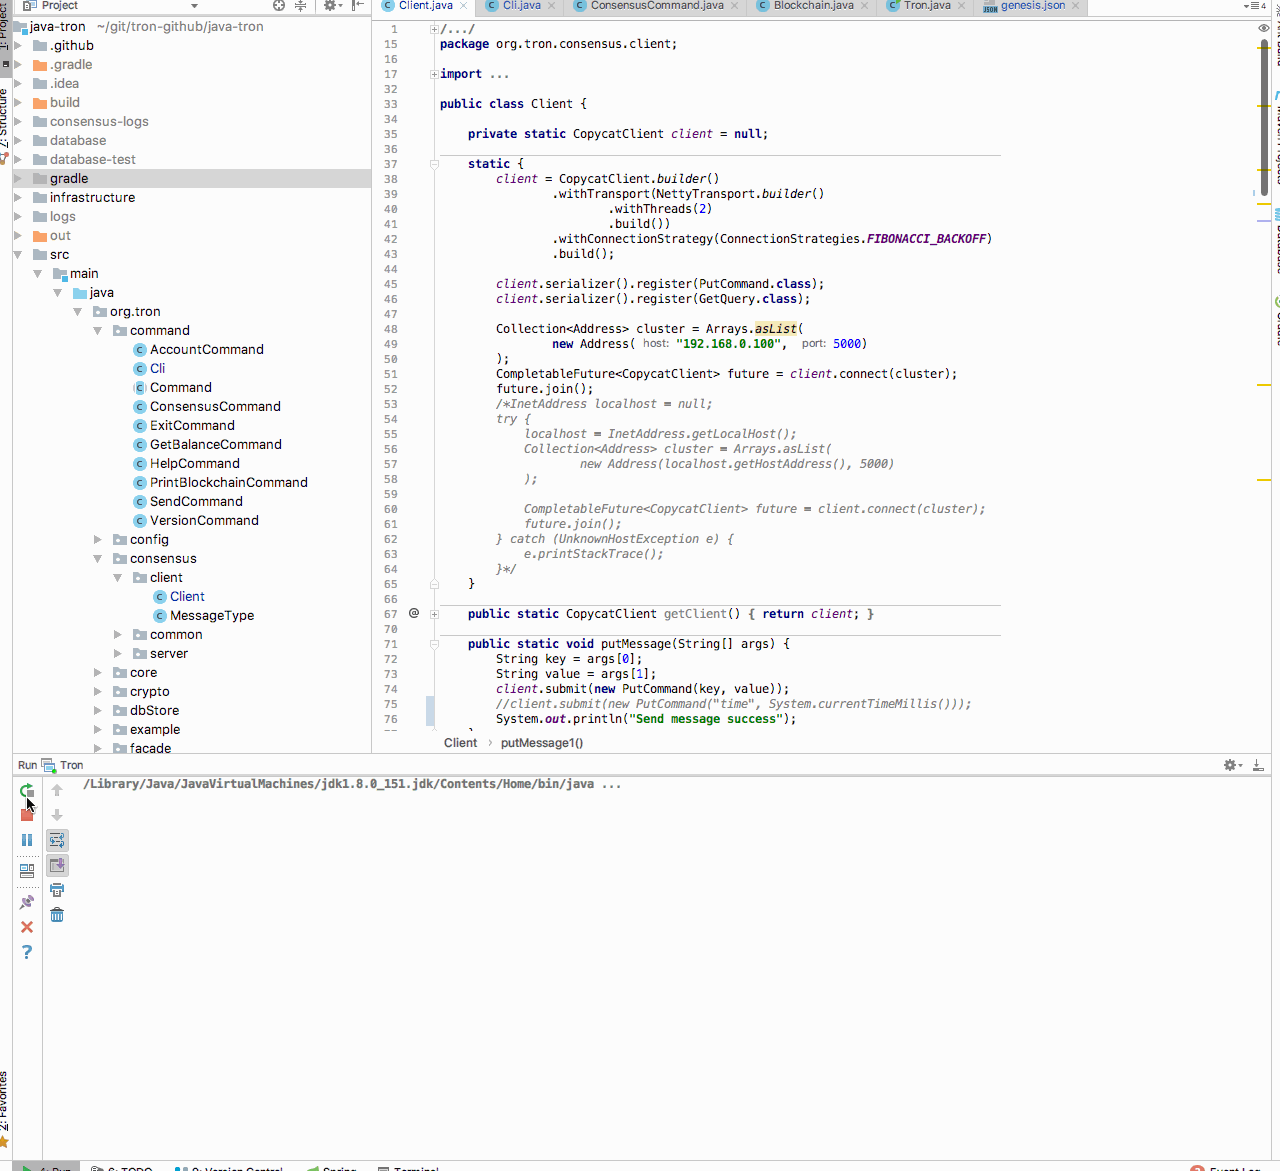 Project
Client.java
Cli.java
ConsensusCommand.java
Blockchain.java
Tron.java
genesis.json
4
1: Project
java-tron ~/git/tron-github/java-tron
.github
.gradle
.idea
build
consensus-logs
database
database-test
gradle
infrastructure
logs
out
src
main
java
org.tron
command
AccountCommand
Cli
Command
ConsensusCommand
ExitCommand
GetBalanceCommand
HelpCommand
PrintBlockchainCommand
SendCommand
VersionCommand
config
consensus
client
Client
MessageType
common
server
core
crypto
dbStore
example
facade
7: Structure
1 /.../
15 package org.tron.consensus.client;
16
17 import ...
32
33 public class Client {
34
35 private static CopycatClient client = null;
36
37 static {
38 client = CopycatClient.builder()
39 .withTransport(NettyTransport.builder()
40 .withThreads(2)
41 .build())
42 .withConnectionStrategy(ConnectionStrategies.FIBONACCI_BACKOFF)
43 .build();
44
45 client.serializer().register(PutCommand.class);
46 client.serializer().register(GetQuery.class);
47
48 Collection<Address> cluster = Arrays.asList(
49 new Address( host: "192.168.0.100", port: 5000)
50 );
51 CompletableFuture<CopycatClient> future = client.connect(cluster);
52 future.join();
53 /*InetAddress localhost = null;
54 try {
55 localhost = InetAddress.getLocalHost();
56 Collection<Address> cluster = Arrays.asList(
57 new Address(localhost.getHostAddress(), 5000)
58 );
59
60 CompletableFuture<CopycatClient> future = client.connect(cluster);
61 future.join();
62 } catch (UnknownHostException e) {
63 e.printStackTrace();
64 }*/
65 }
66
67 @ public static CopycatClient getClient() { return client; }
70
71 public static void putMessage(String[] args) {
72 String key = args[0];
73 String value = args[1];
74 client.submit(new PutCommand(key, value));
75 //client.submit(new PutCommand("time", System.currentTimeMillis()));
76 System.out.println("Send message success");
Client › putMessage1()
Run Tron
/Library/Java/JavaVirtualMachines/jdk1.8.0_151.jdk/Contents/Home/bin/java ...
2: Favorites
4: Run
6: TODO
9: Version Control
Spring
Terminal
Event Log